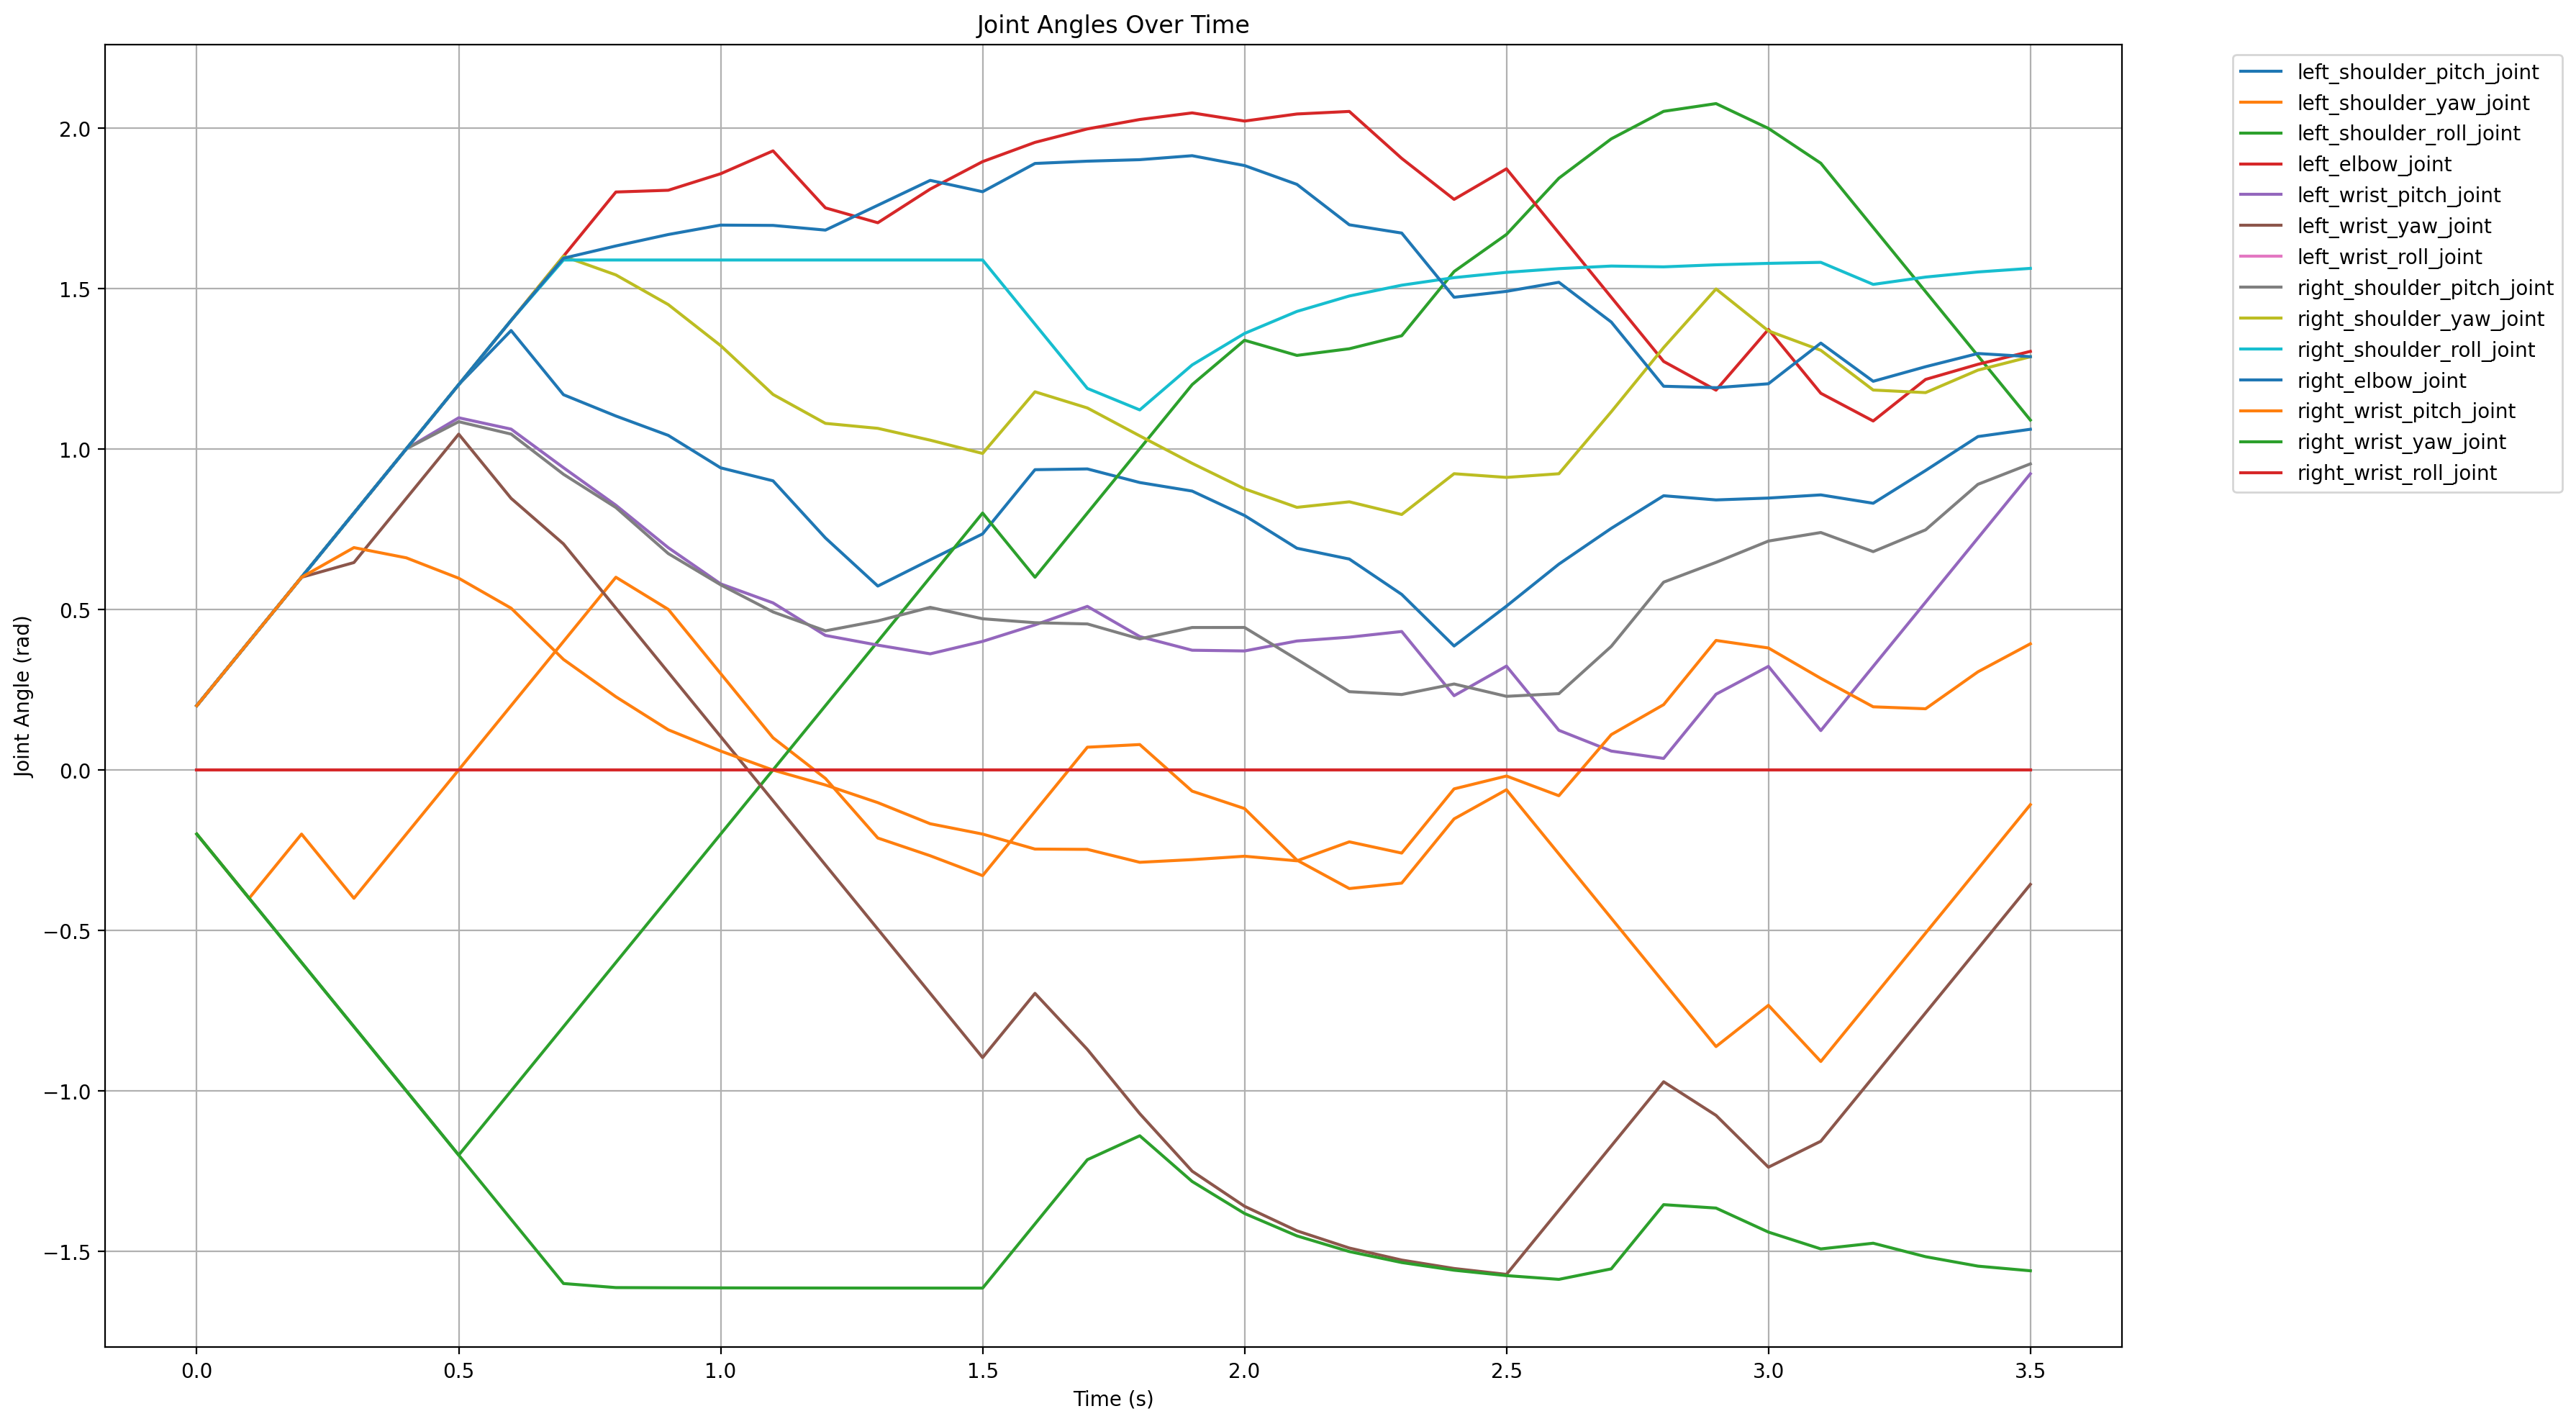 Joint Angles Over Time
left_shoulder_pitch_joint
left_shoulder_yaw_joint
left_shoulder_roll_joint
left_elbow_joint
left_wrist_pitch_joint
left_wrist_yaw_joint
left_wrist_roll_joint
right_shoulder_pitch_joint
right_shoulder_yaw_joint
right_shoulder_roll_joint
right_elbow_joint
right_wrist_pitch_joint
right_wrist_yaw_joint
right_wrist_roll_joint
Joint Angle (rad)
2.0
1.5
1.0
0.5
0.0
−0.5
−1.0
−1.5
0.0 0.5 1.0 1.5 2.0 2.5 3.0 3.5
Time (s)